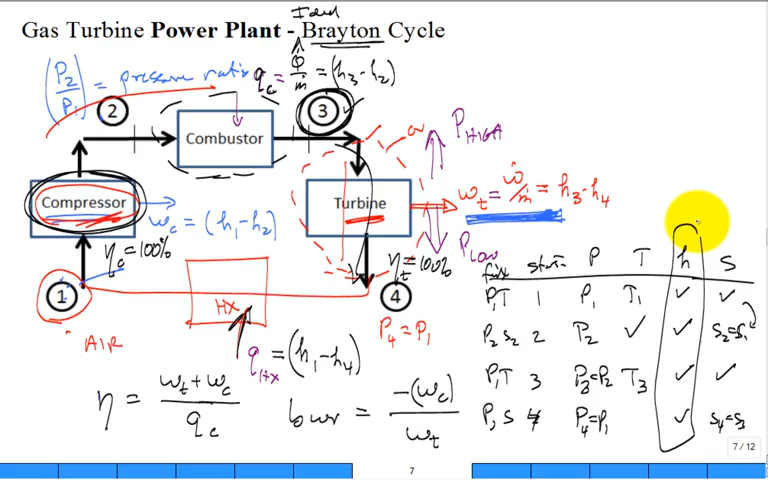 Ideal
Gas Turbine Power Plant - Brayton Cycle
(P2/P1) = pressure ratio
qc = Q̇/ṁ = (h3-h2)
2
3
Combustor
PHIGH
CV
Compressor
Turbine
wt = ẇ/ṁ = h3-h4
wc = (h1-h2)
PLOW
ηc=100%
ηt=100%
1
HX
4
AIR
P4=P1
qHX = (h1-h4)
η = wt+wc / qc
bwr = -(wc) / wt
state P T h s
P,T 1 P1 T1 ✓ ✓
P2 S2 2 P2 ✓ ✓ S2=S1
P,T 3 P3=P2 T3 ✓ ✓
P,S 4 P4=P1 ✓ S4=S3
7/12
7